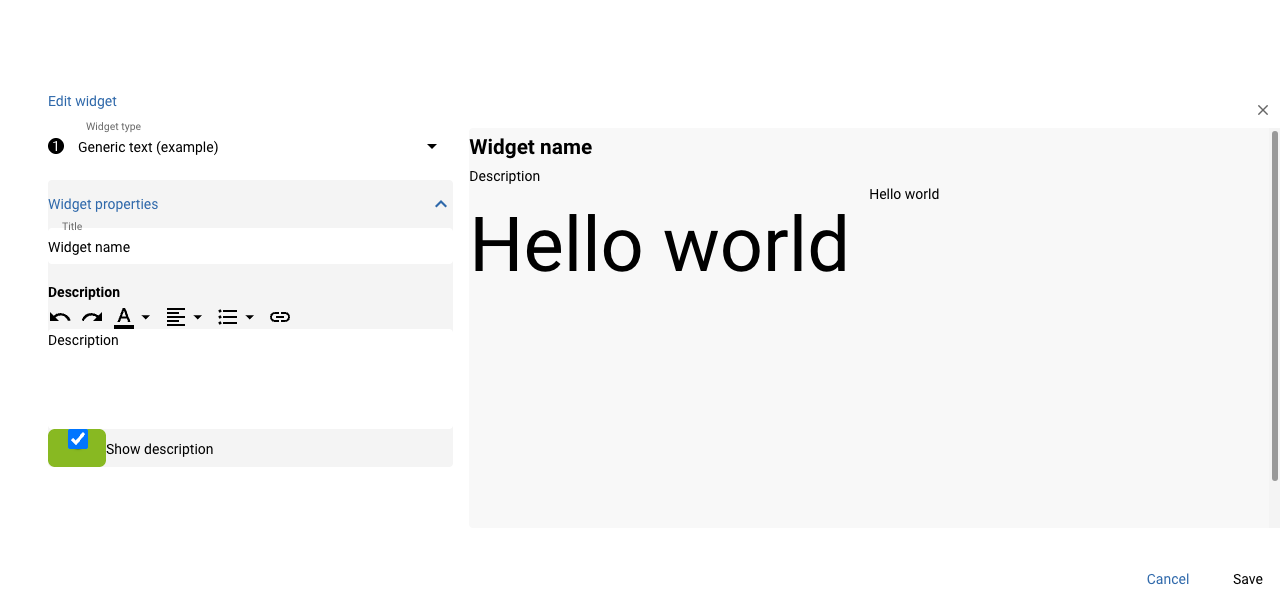 Edit widget
Widget type
1 Generic text (example)
Widget properties
Title
Widget name
Description
A
Description
Show description
Widget name
Description
Hello world
Hello world
Cancel
Save